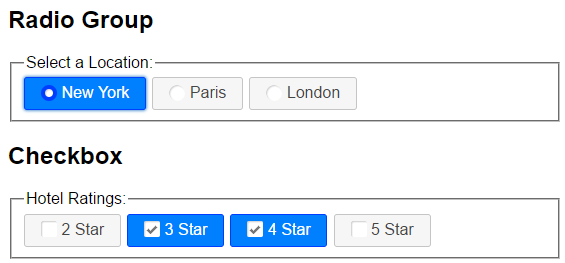 Radio Group
Select a Location:
New York Paris London
Checkbox
Hotel Ratings:
2 Star 3 Star 4 Star 5 Star